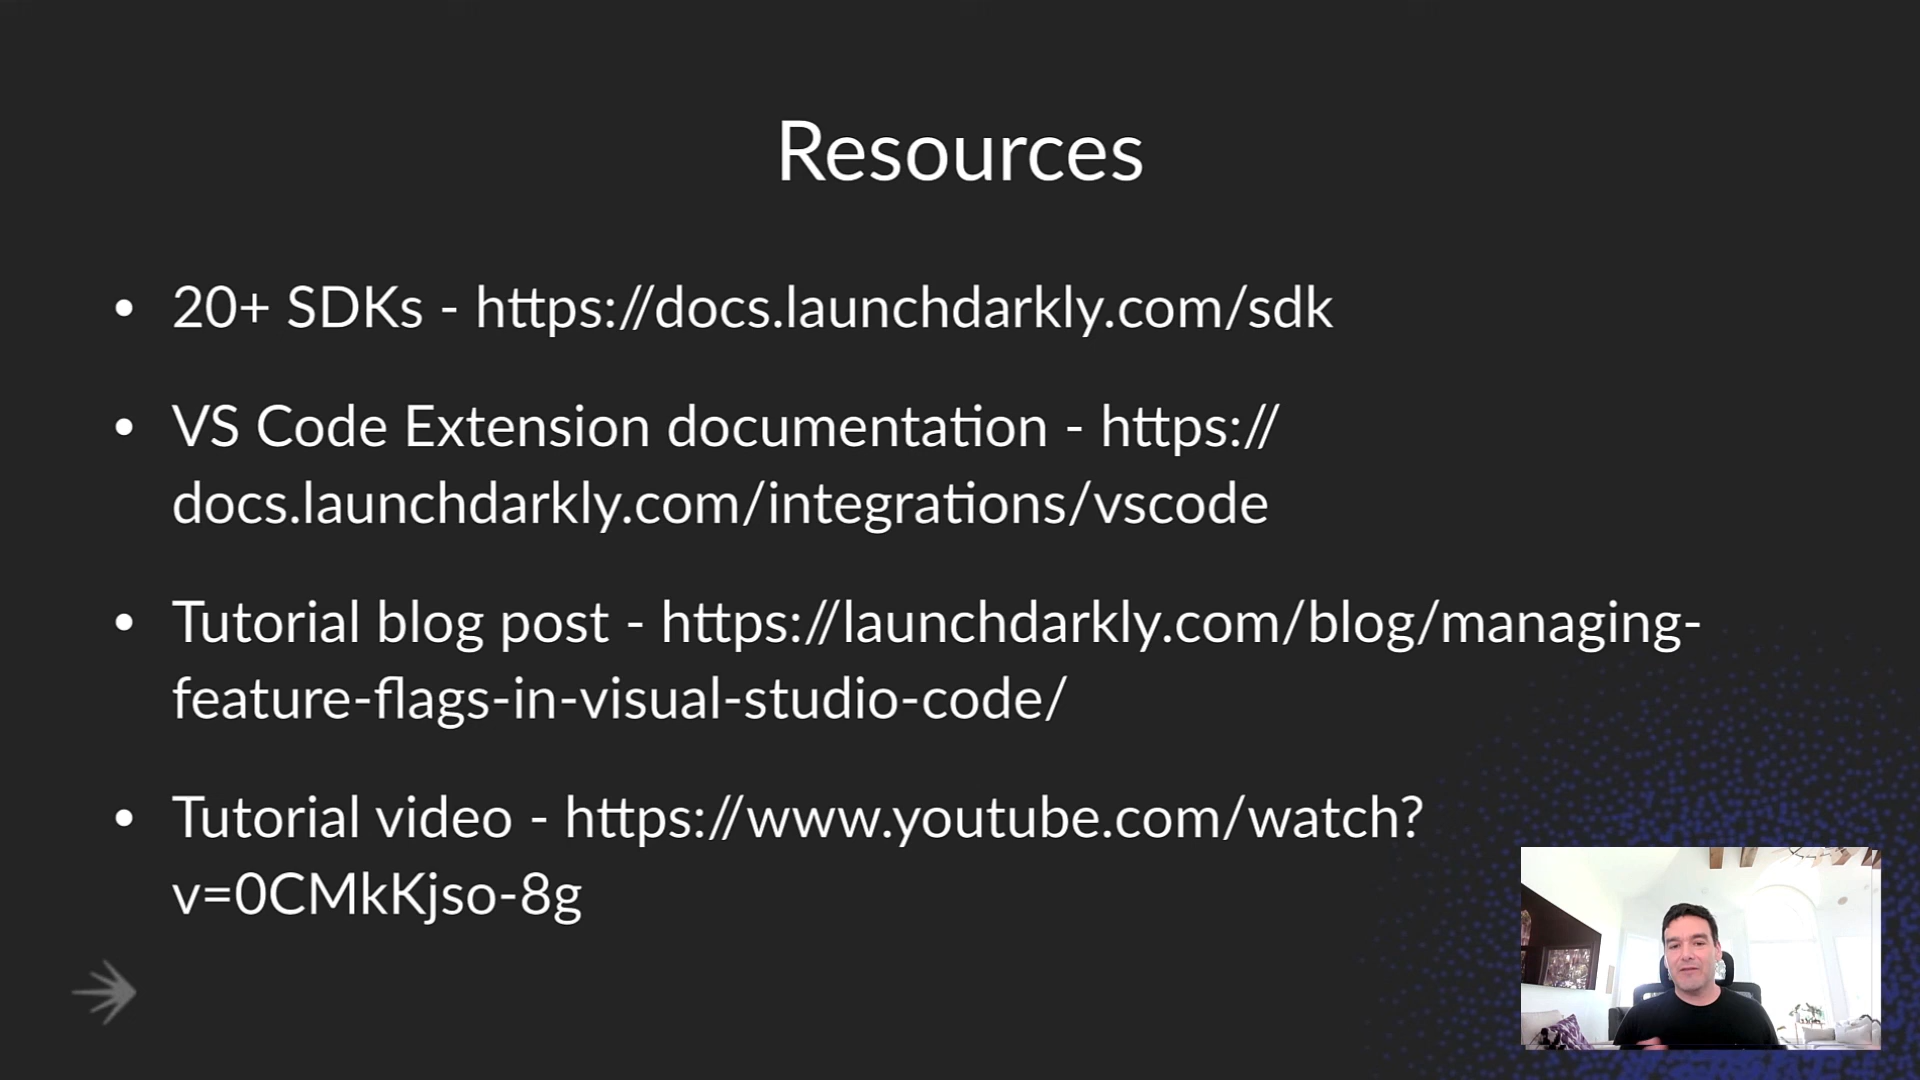 Resources
• 20+ SDKs - https://docs.launchdarkly.com/sdk
• VS Code Extension documentation - https://
docs.launchdarkly.com/integrations/vscode
• Tutorial blog post - https://launchdarkly.com/blog/managing-
feature-flags-in-visual-studio-code/
• Tutorial video - https://www.youtube.com/watch?
v=0CMkKjso-8g